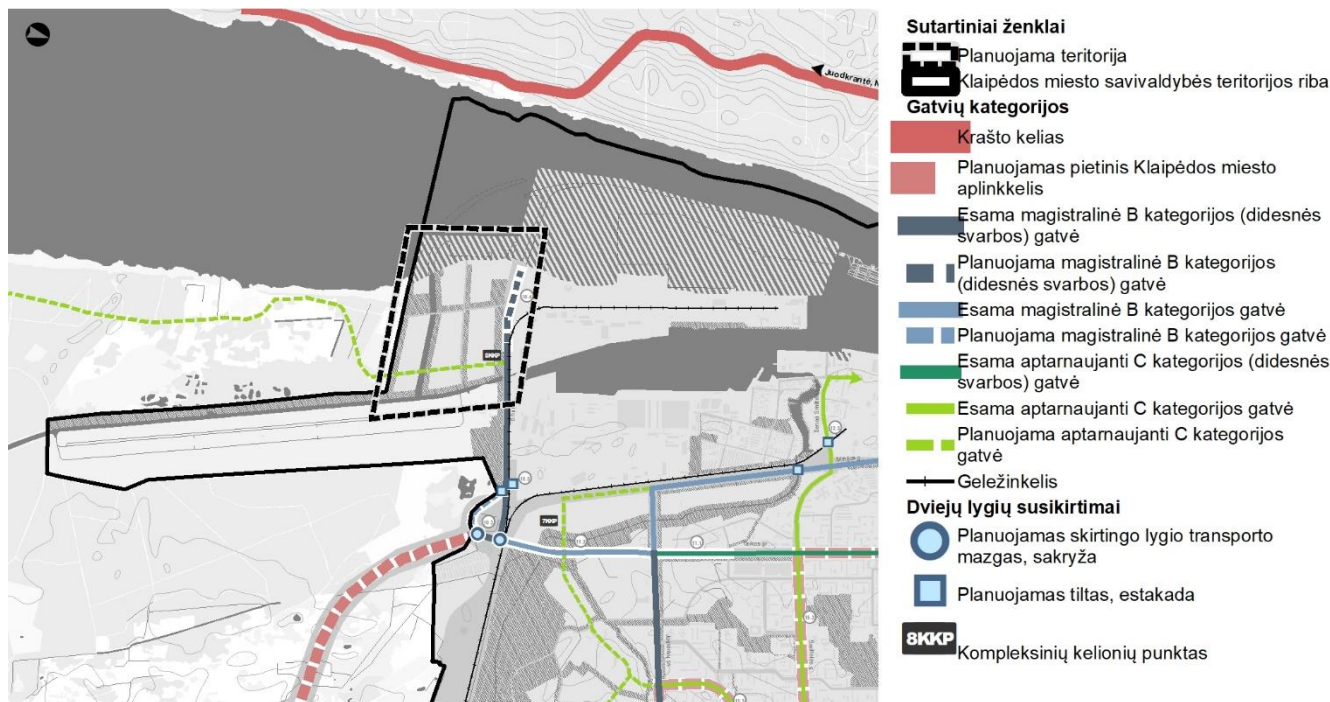 Juodkrantė, N
8KKP
7KKP
Sutartiniai ženklai
Planuojama teritorija
Klaipėdos miesto savivaldybės teritorijos riba
Gatvių kategorijos
Krašto kelias
Planuojamas pietinis Klaipėdos miesto
aplinkkelis
Esama magistralinė B kategorijos (didesnės
svarbos) gatvė
Planuojama magistralinė B kategorijos
(didesnės svarbos) gatvė
Esama magistralinė B kategorijos gatvė
Planuojama magistralinė B kategorijos gatvė
Esama aptarnaujanti C kategorijos (didesnės
svarbos) gatvė
Esama aptarnaujanti C kategorijos gatvė
Planuojama aptarnaujanti C kategorijos
gatvė
Geležinkelis
Dviejų lygių susikirtimai
Planuojamas skirtingo lygio transporto
mazgas, sakryža
Planuojamas tiltas, estakada
8KKP
Kompleksinių kelionių punktas